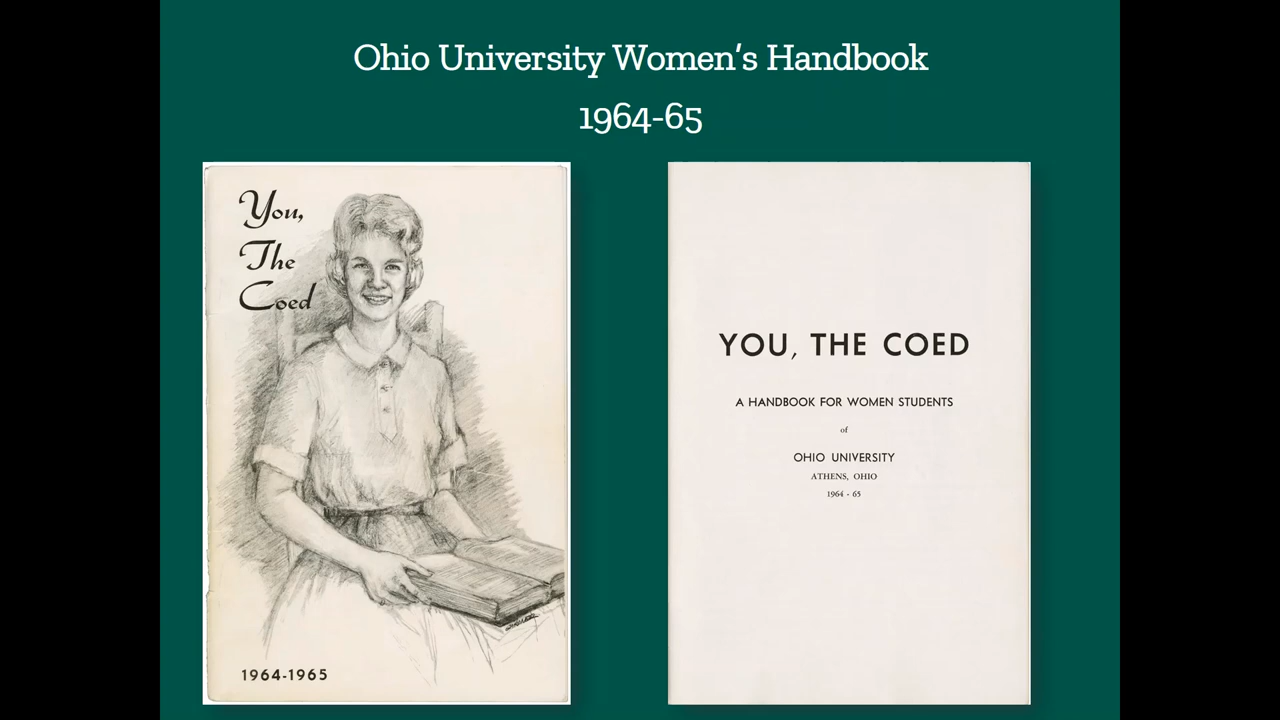 Ohio University Women's Handbook
1964-65
You,
The
Coed
1964-1965
YOU, THE COED
A HANDBOOK FOR WOMEN STUDENTS
of
OHIO UNIVERSITY
ATHENS, OHIO
1964 - 65